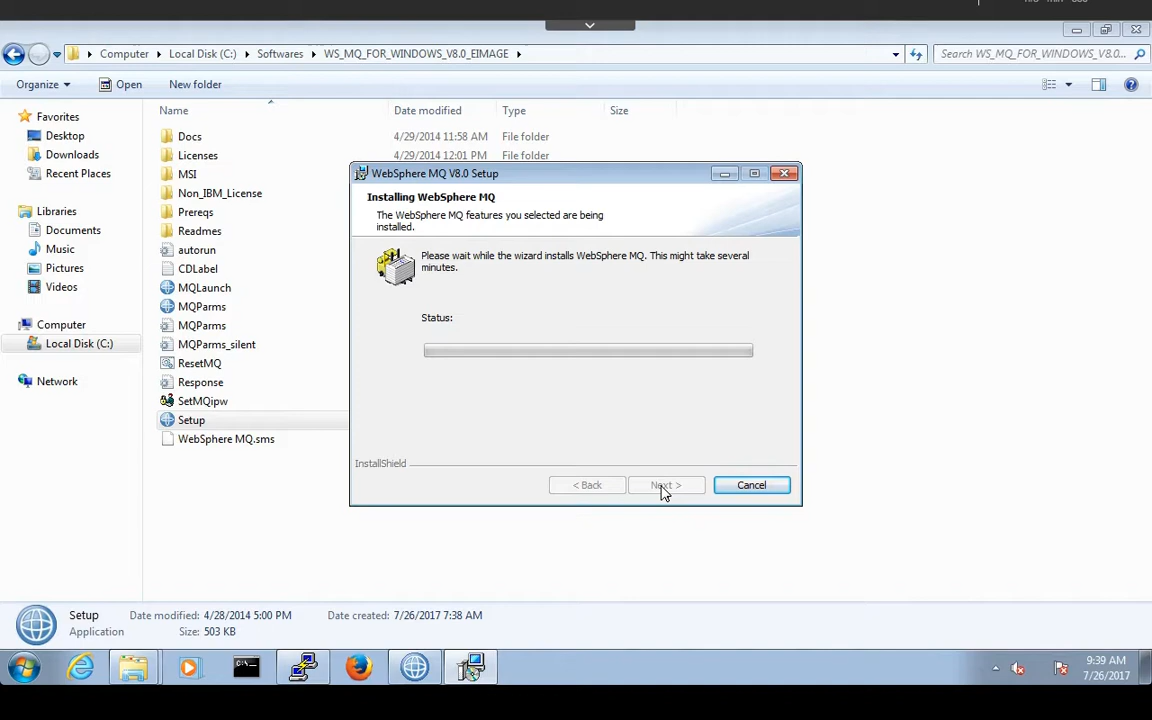 Computer
Local Disk (C:)
Softwares
WS_MQ_FOR_WINDOWS_V8.0_EIMAGE
Search WS_MQ_FOR_WINDOWS_V8.0...
Organize
Open
New folder
Favorites
Desktop
Downloads
Recent Places
Libraries
Documents
Music
Pictures
Videos
Computer
Local Disk (C:)
Network
Name
Date modified
Type
Size
Docs
4/29/2014 11:58 AM
File folder
Licenses
4/29/2014 12:01 PM
File folder
MSI
Non_IBM_License
Prereqs
Readmes
autorun
CDLabel
MQLaunch
MQParms
MQParms
MQParms_silent
ResetMQ
Response
SetMQipw
Setup
WebSphere MQ.sms
WebSphere MQ V8.0 Setup
Installing WebSphere MQ
The WebSphere MQ features you selected are being
installed.
Please wait while the wizard installs WebSphere MQ. This might take several
minutes.
Status:
InstallShield
< Back
Next >
Cancel
Setup
Date modified: 4/28/2014 5:00 PM
Date created: 7/26/2017 7:38 AM
Application
Size: 503 KB
9:39 AM
7/26/2017